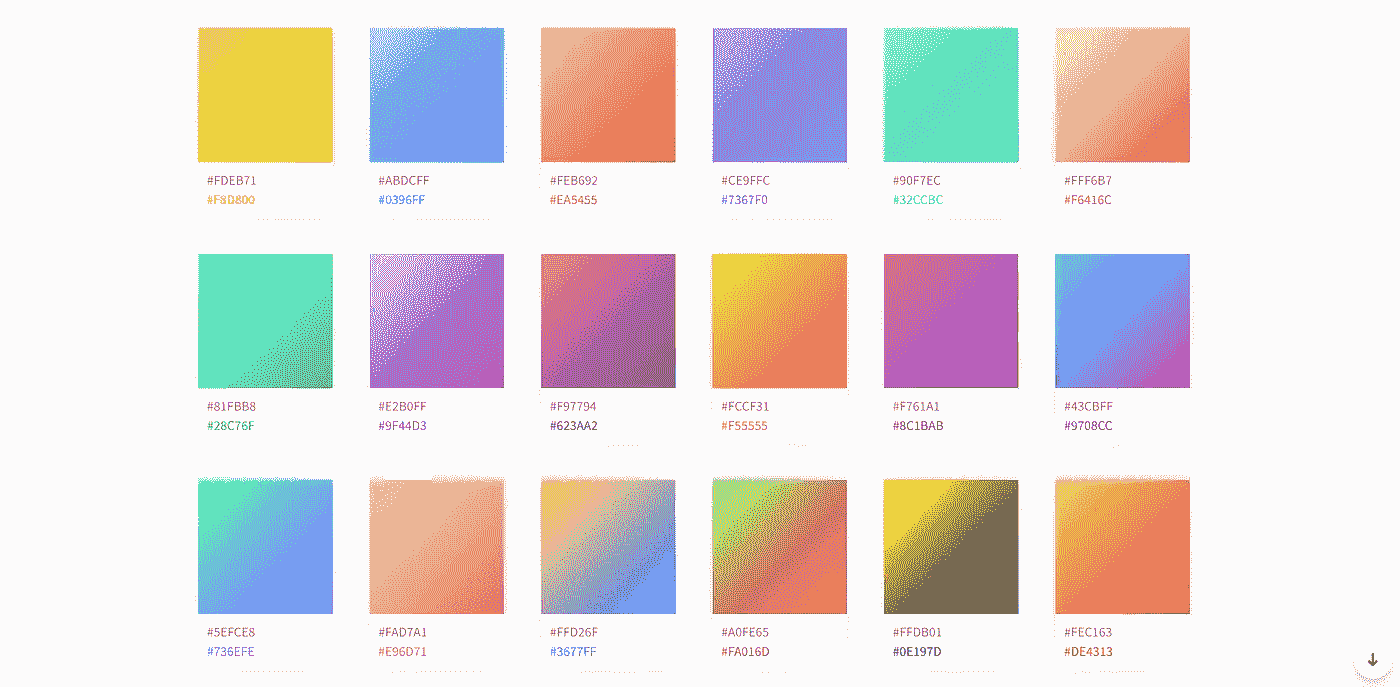 #FDEB71 #ABDCFF #FEB692 #CE9FFC #90F7EC #FFF6B7
#F8D800 #0396FF #EA5455 #7367F0 #32CCBC #F6416C
#81FBB8 #E2B0FF #F97794 #FCCF31 #F761A1 #43CBFF
#28C76F #9F44D3 #623AA2 #F55555 #8C1BAB #9708CC
#5EFCE8 #FAD7A1 #FFD26F #A0FE65 #FFDB01 #FEC163
#736EFE #E96D71 #3677FF #FA016D #0E197D #DE4313